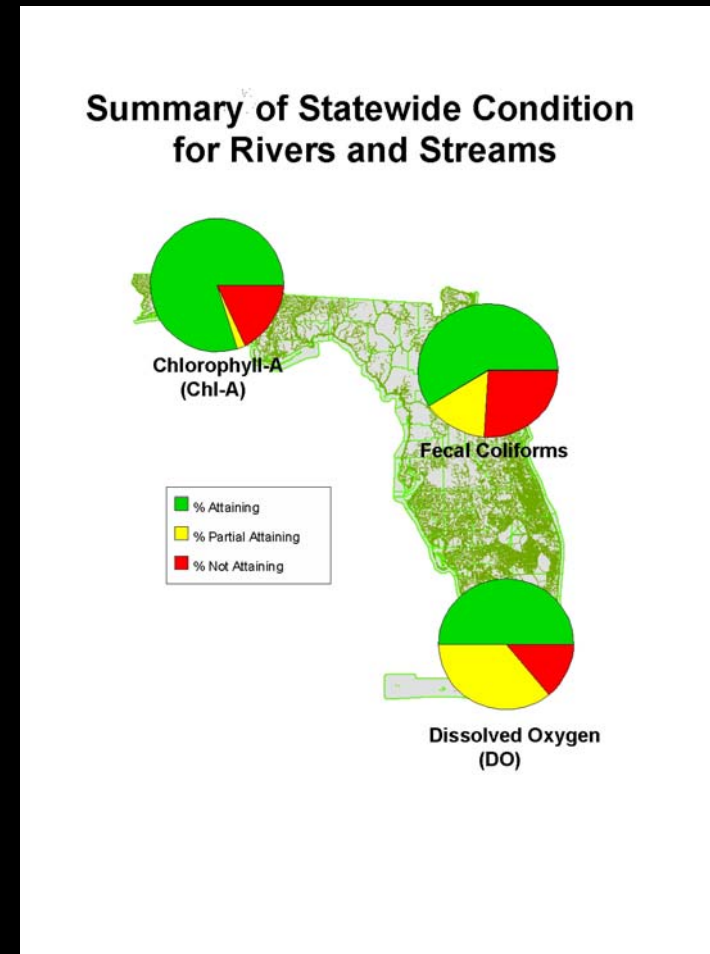 Summary of Statewide Condition
for Rivers and Streams
Chlorophyll-A
(Chl-A)
Fecal Coliforms
% Attaining
% Partial Attaining
% Not Attaining
Dissolved Oxygen
(DO)